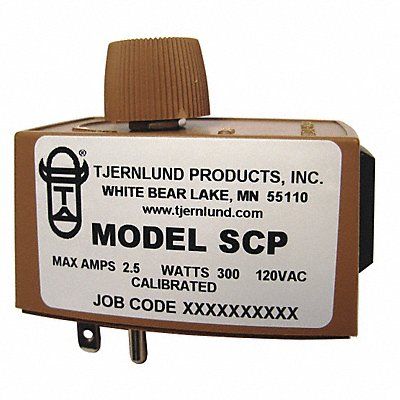 TJERNLUND PRODUCTS, INC.
WHITE BEAR LAKE, MN 55110
www.tjernlund.com
MODEL SCP
MAX AMPS 2.5 WATTS 300 120VAC
CALIBRATED
JOB CODE XXXXXXXXXX